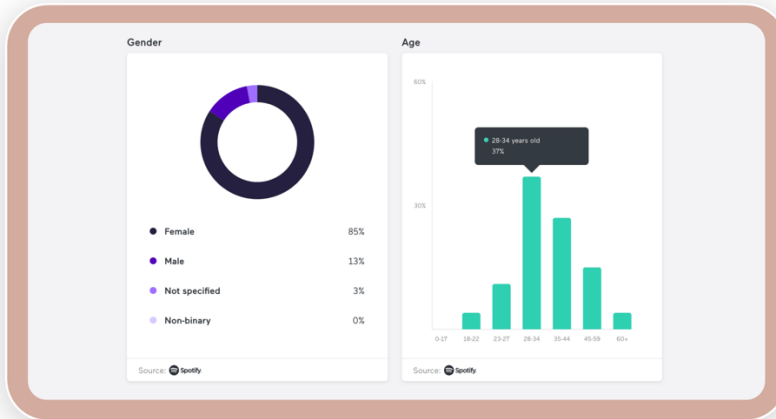 Gender
Female 85%
Male 13%
Not specified 3%
Non-binary 0%
Source: Spotify
Age
60%
28-34 years old
37%
30%
0-17 18-22 23-27 28-34 35-44 45-59 60+
Source: Spotify